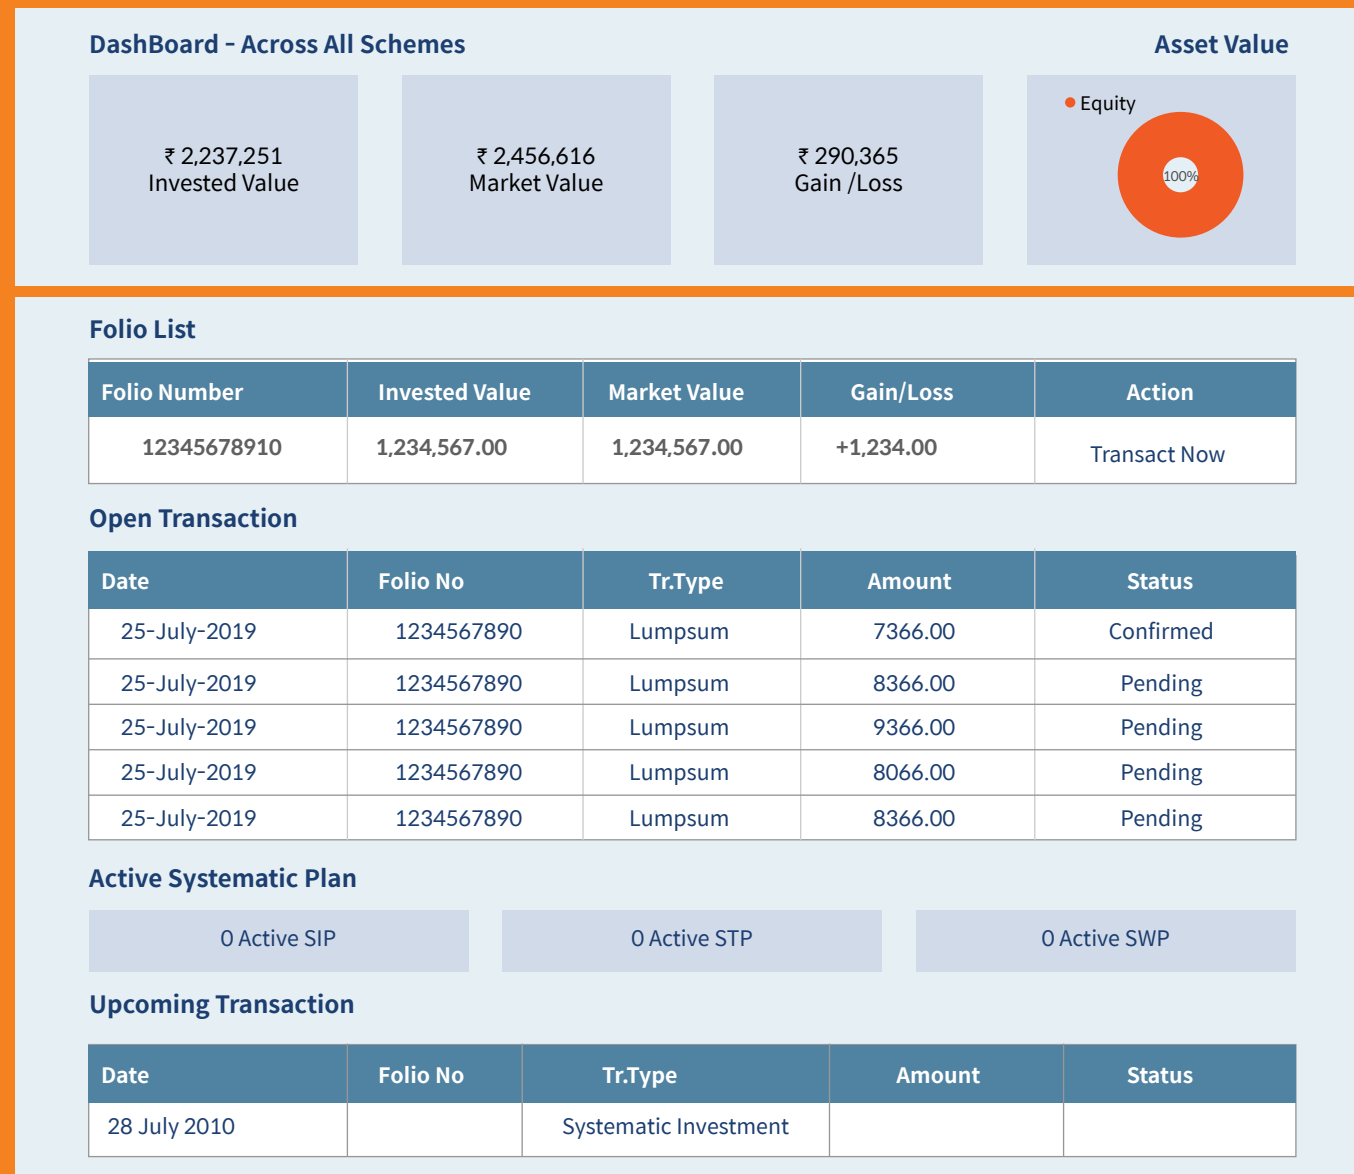 DashBoard - Across All Schemes
Asset Value
₹ 2,237,251
Invested Value
₹ 2,456,616
Market Value
₹ 290,365
Gain /Loss
Equity
100%
Folio List
Folio Number Invested Value Market Value Gain/Loss Action
12345678910 1,234,567.00 1,234,567.00 +1,234.00 Transact Now
Open Transaction
Date Folio No Tr.Type Amount Status
25-July-2019 1234567890 Lumpsum 7366.00 Confirmed
25-July-2019 1234567890 Lumpsum 8366.00 Pending
25-July-2019 1234567890 Lumpsum 9366.00 Pending
25-July-2019 1234567890 Lumpsum 8066.00 Pending
25-July-2019 1234567890 Lumpsum 8366.00 Pending
Active Systematic Plan
0 Active SIP
0 Active STP
0 Active SWP
Upcoming Transaction
Date Folio No Tr.Type Amount Status
28 July 2010 Systematic Investment